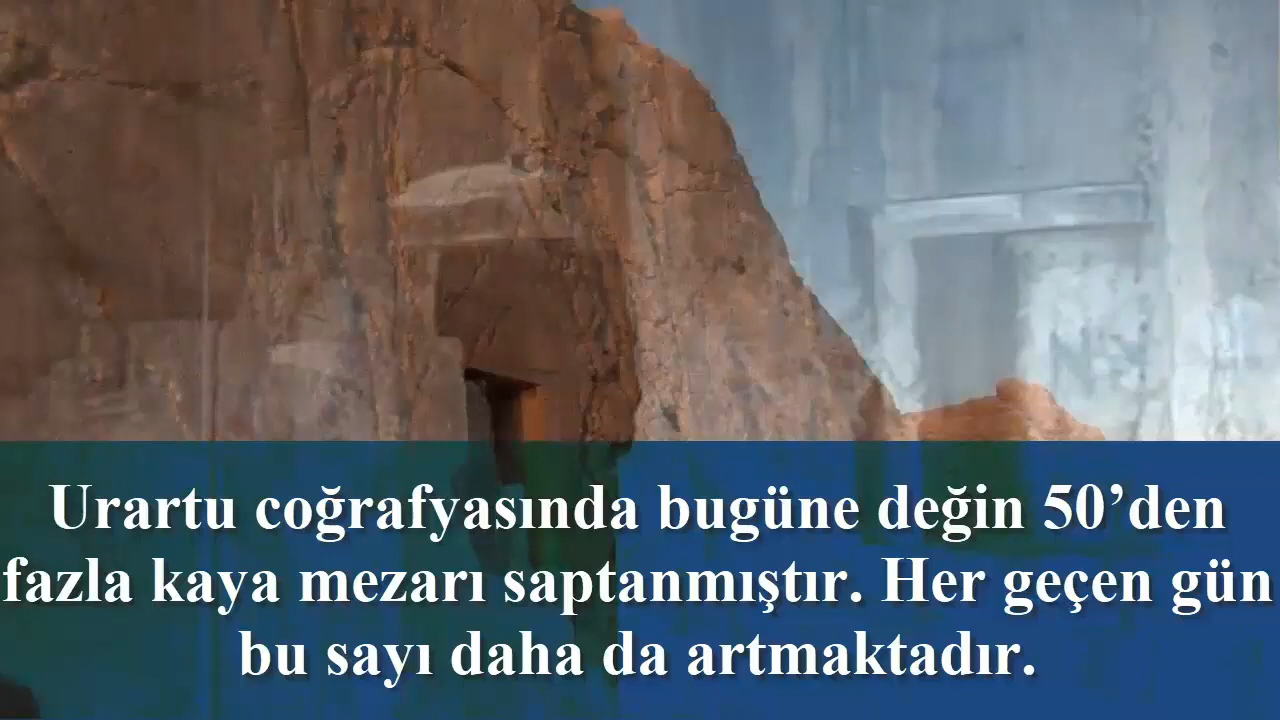 Urartu coğrafyasında bugüne değin 50’den
fazla kaya mezarı saptanmıştır. Her geçen gün
bu sayı daha da artmaktadır.